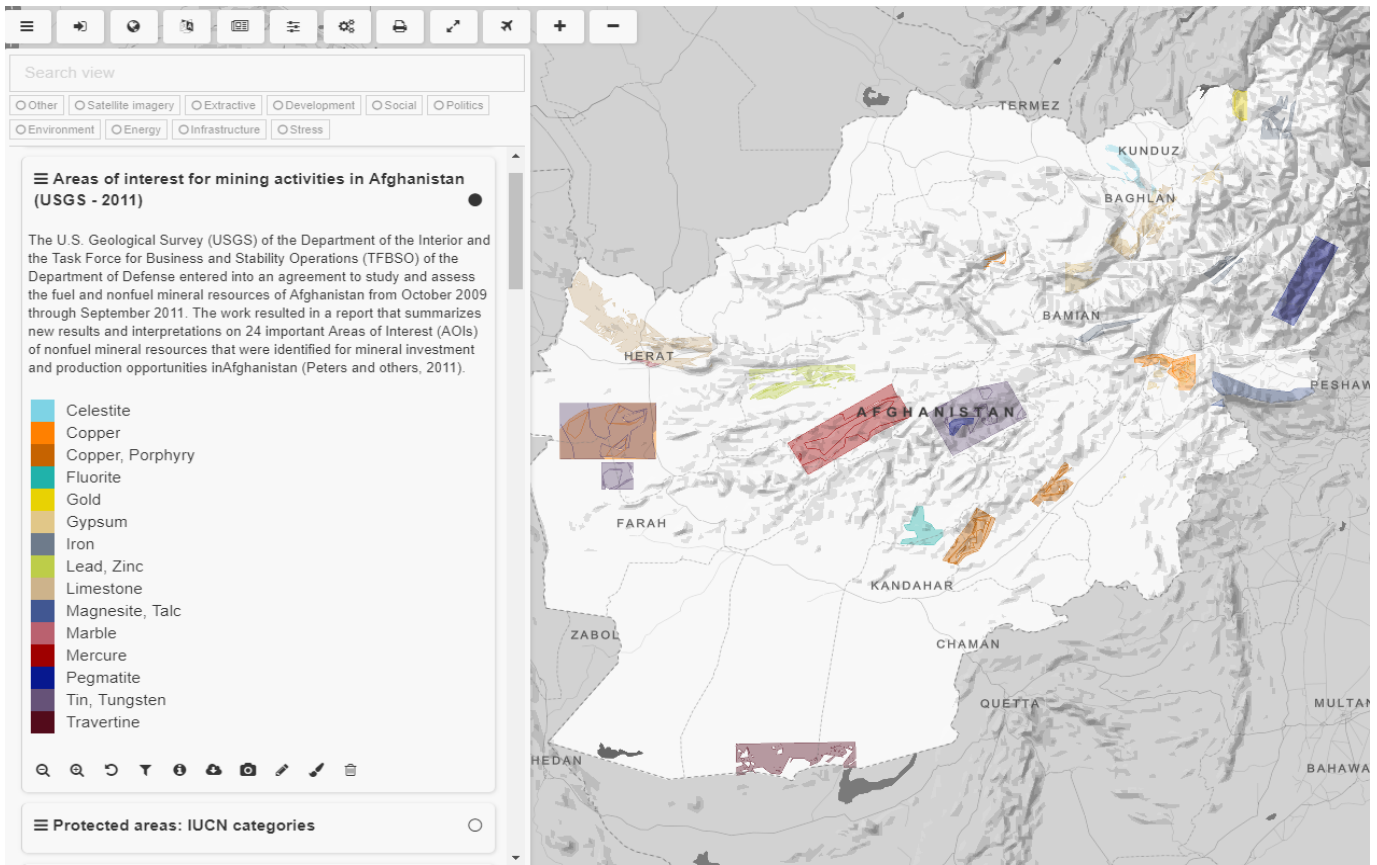 Search view
Other
Satellite imagery
Extractive
Development
Social
Politics
Environment
Energy
Infrastructure
Stress
Areas of interest for mining activities in Afghanistan
(USGS - 2011)
The U.S. Geological Survey (USGS) of the Department of the Interior and
the Task Force for Business and Stability Operations (TFBSO) of the
Department of Defense entered into an agreement to study and assess
the fuel and nonfuel mineral resources of Afghanistan from October 2009
through September 2011. The work resulted in a report that summarizes
new results and interpretations on 24 important Areas of Interest (AOIs)
of nonfuel mineral resources that were identified for mineral investment
and production opportunities inAfghanistan (Peters and others, 2011).
Celestite
Copper
Copper, Porphyry
Fluorite
Gold
Gypsum
Iron
Lead, Zinc
Limestone
Magnesite, Talc
Marble
Mercure
Pegmatite
Tin, Tungsten
Travertine
Protected areas: IUCN categories
TERMEZ
KUNDUZ
BAGHLAN
BAMIAN
HERAT
PESHAW
AFGHANISTAN
FARAH
KANDAHAR
ZABOL
CHAMAN
QUETTA
MULTAN
HEDAN
BAHAWA